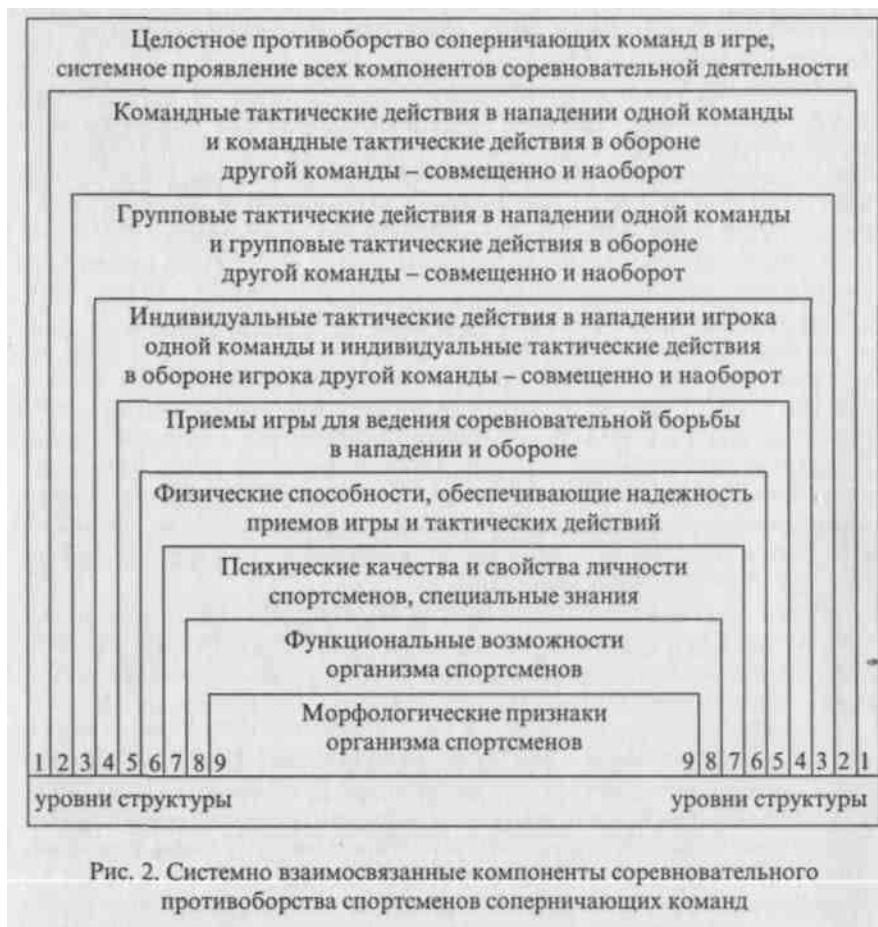 Целостное противоборство соперничающих команд в игре,
системное проявление всех компонентов соревновательной деятельности
Командные тактические действия в нападении одной команды
и командные тактические действия в обороне
другой команды – совмещенно и наоборот
Групповые тактические действия в нападении одной команды
и групповые тактические действия в обороне
другой команды – совмещенно и наоборот
Индивидуальные тактические действия в нападении игрока
одной команды и индивидуальные тактические действия
в обороне игрока другой команды – совмещенно и наоборот
Приемы игры для ведения соревновательной борьбы
в нападении и обороне
Физические способности, обеспечивающие надежность
приемов игры и тактических действий
Психические качества и свойства личности
спортсменов, специальные знания
Функциональные возможности
организма спортсменов
Морфологические признаки
организма спортсменов
1 2 3 4 5 6 7 8 9 9 8 7 6 5 4 3 2 1
уровни структуры уровни структуры
Рис. 2. Системно взаимосвязанные компоненты соревновательного
противоборства спортсменов соперничающих команд